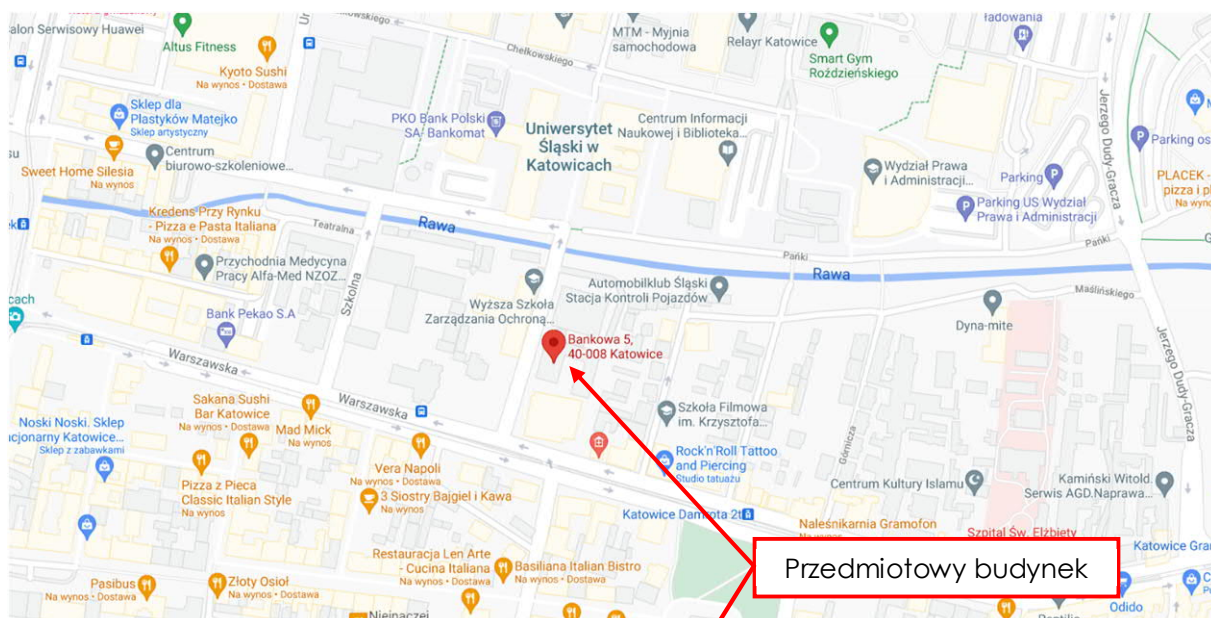 alon Serwisowy Huawei
Altus Fitness
Kyoto Sushi
Na wynos • Dostawa
MTM - Myjnia
samochodowa
Chełkowskiego
Relayr Katowice
Smart Gym
Roździeńskiego
ładowania
Sklep dla
Plastyków Matejko
Sklep artystyczny
PKO Bank Polski
SA- Bankomat
Uniwersytet
Śląski w
Katowicach
Centrum Informacji
Naukowej i Biblioteka...
Jerzego Dudy-Gracza
Parking os
Centrum
biurowo-szkoleniowe...
Sweet Home Silesia
Na wynos
Wydział Prawa
i Administracji...
Parking
Parking US Wydział
Prawa i Administracji
PLACEK -
pizza i pl
Na wyno
Kredens Przy Rynku
- Pizza e Pasta Italiana
Na wynos • Dostawa
Teatralna
Rawa
Pańki
Pańki
Rawa
Przychodnia Medycyna
Pracy Alfa-Med NZOZ...
Szkolna
Wyższa Szkoła
Zarządzania Ochroną...
Automobilklub Śląski
Stacja Kontroli Pojazdów
Maślińskiego
cach
Bank Pekao S.A
Dyna-mite
Bankowa 5,
40-008 Katowice
Jerzego Dudy-Gracza
Warszawska
Warszawska
Sakana Sushi
Bar Katowice
Na wynos • Dostawa
Mad Mick
Na wynos
Noski Noski. Sklep
cjonarny Katowice...
Sklep z zabawkami
Szkoła Filmowa
im. Krzysztofa...
Górnicza
Rock'n'Roll Tattoo
and Piercing
Studio tatuażu
Vera Napoli
Na wynos • Dostawa
Pizza z Pieca
Classic Italian Style
Na wynos
3 Siostry Bajgiel i Kawa
Na wynos
Centrum Kultury Islamu
Kamiński Witold.
Serwis AGD.Naprawa...
Katowice Damrota 2t
Naleśnikarnia Gramofon
Na wynos
Szpital Św. Elżbiety
Katowice Gra
Restauracja Len Arte
- Cucina Italiana
Na wynos • Dostawa
Basiliana Italian Bistro
Na wynos • Dostawa
Przedmiotowy budynek
Pasibus
Na wynos • Dostawa
Złoty Osioł
Na wynos • Dostawa
Odido